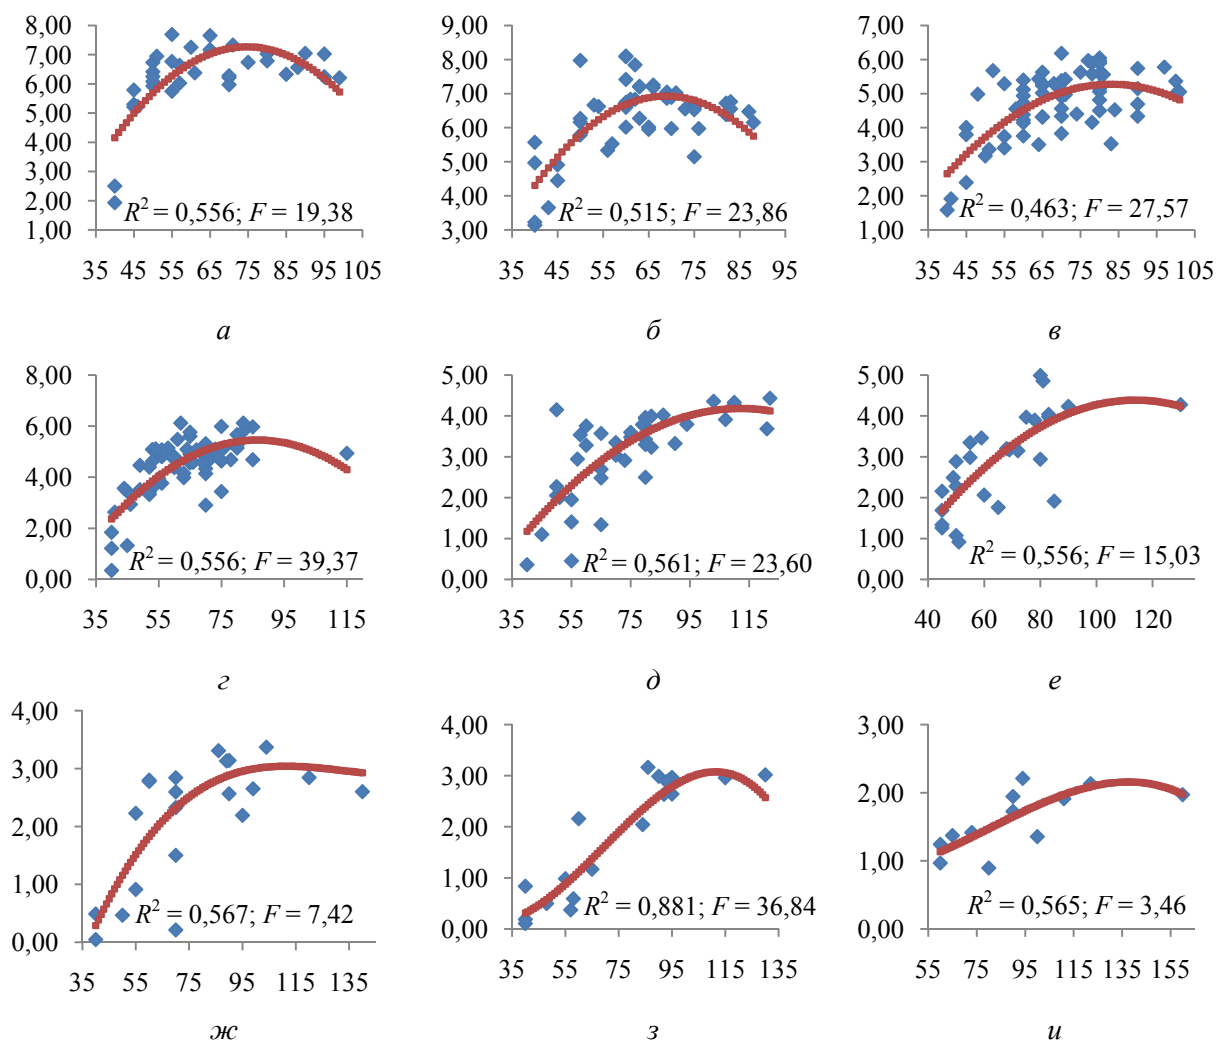 8,00
7,00
6,00
5,00
4,00
3,00
2,00
1,00
R² = 0,556; F = 19,38
35 45 55 65 75 85 95 105
а
9,00
8,00
7,00
6,00
5,00
4,00
3,00
R² = 0,515; F = 23,86
35 45 55 65 75 85 95
б
7,00
6,00
5,00
4,00
3,00
2,00
1,00
R² = 0,463; F = 27,57
35 45 55 65 75 85 95 105
в
8,00
6,00
4,00
2,00
0,00
R² = 0,556; F = 39,37
35 55 75 95 115
г
5,00
4,00
3,00
2,00
1,00
0,00
R² = 0,561; F = 23,60
35 55 75 95 115
д
5,00
4,00
3,00
2,00
1,00
0,00
R² = 0,556; F = 15,03
40 60 80 100 120
е
4,00
3,00
2,00
1,00
0,00
R² = 0,567; F = 7,42
35 55 75 95 115 135
ж
4,00
3,00
2,00
1,00
0,00
R² = 0,881; F = 36,84
35 55 75 95 115 135
з
3,00
2,00
1,00
0,00
R² = 0,565; F = 3,46
55 75 95 115 135 155
и